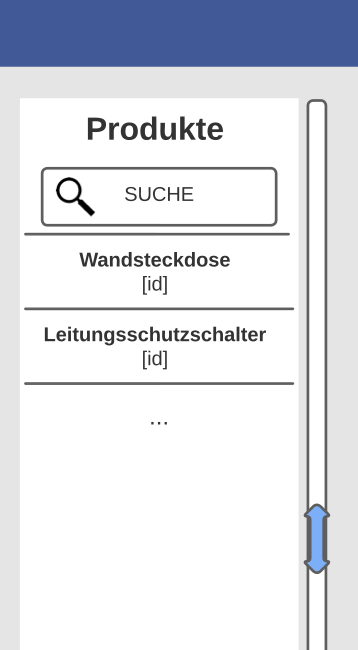 Produkte
SUCHE
Wandsteckdose
[id]
Leitungsschutzschalter
[id]
...